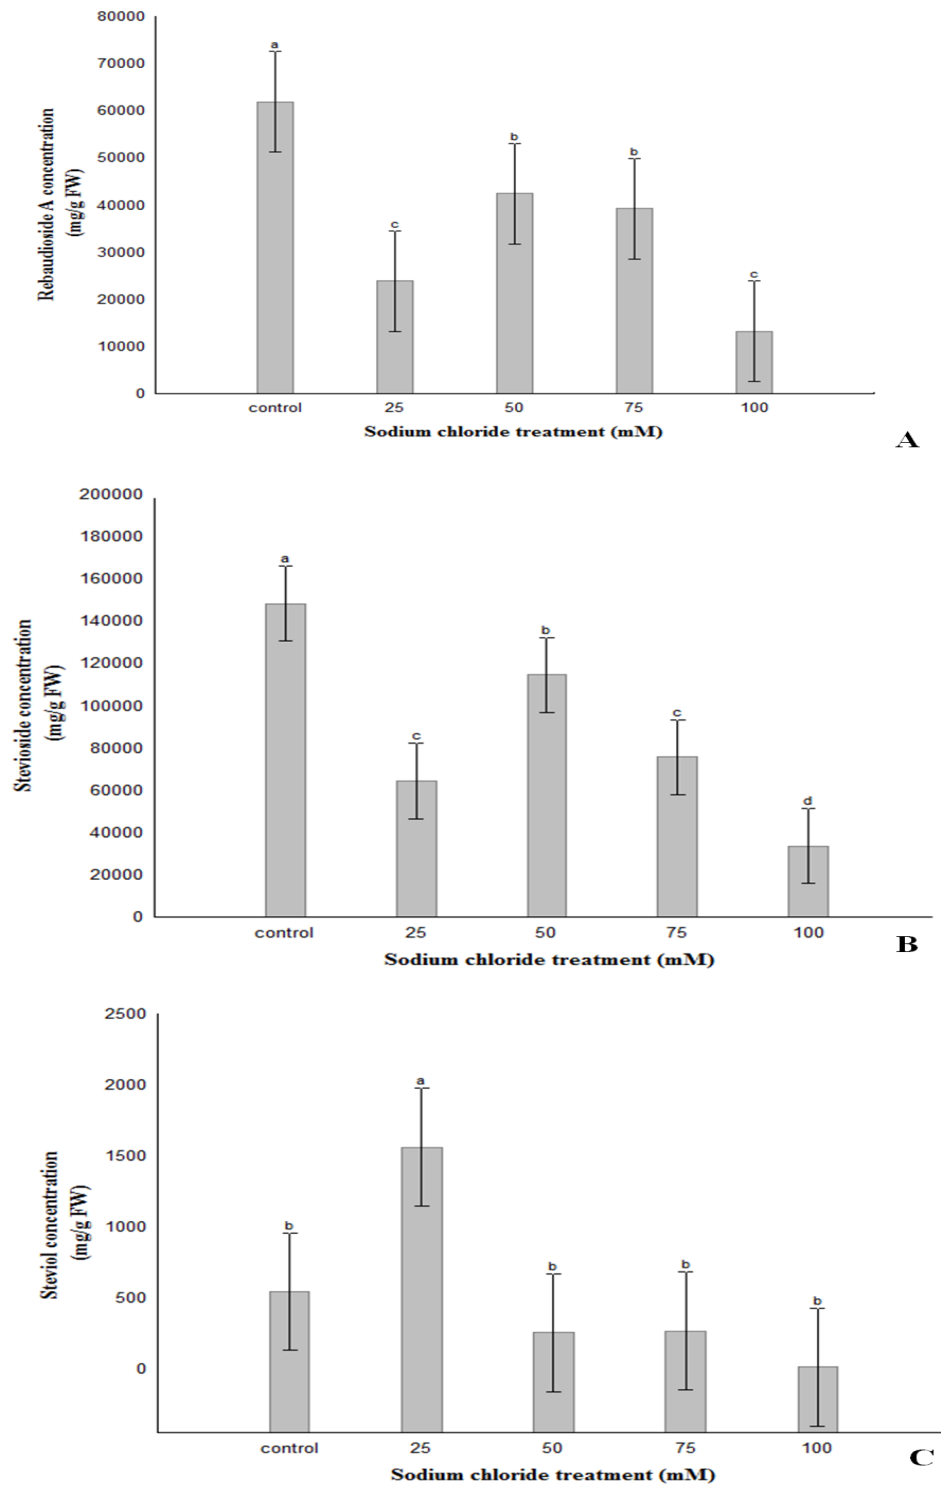 80000
a
70000
60000
b
b
50000
Rebaudioside A concentration
(mg/g FW)
40000
c
30000
c
20000
10000
0
control 25 50 75 100
Sodium chloride treatment (mM)
A
200000
180000
a
160000
140000
b
120000
Stevioside concentration
(mg/g FW)
100000
c
c
80000
60000
d
40000
20000
0
control 25 50 75 100
Sodium chloride treatment (mM)
B
2500
a
2000
1500
Steviol concentration
(mg/g FW)
b
1000
b
b
b
500
0
control 25 50 75 100
Sodium chloride treatment (mM)
C